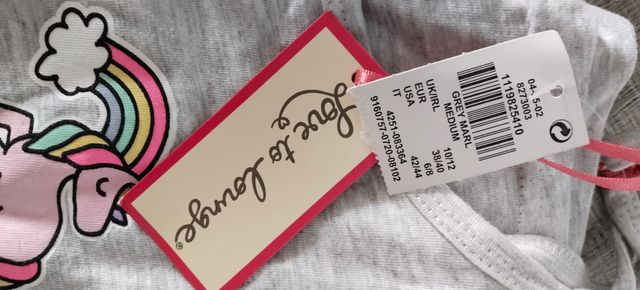 Love to Lounge®
04- 5-02
8273003
1119825410
GREY MARL
MEDIUM
UK/IRL 10/12
EUR 38/40
USA 6/8
IT 42/44
4251-083364
9160757-0720-08102